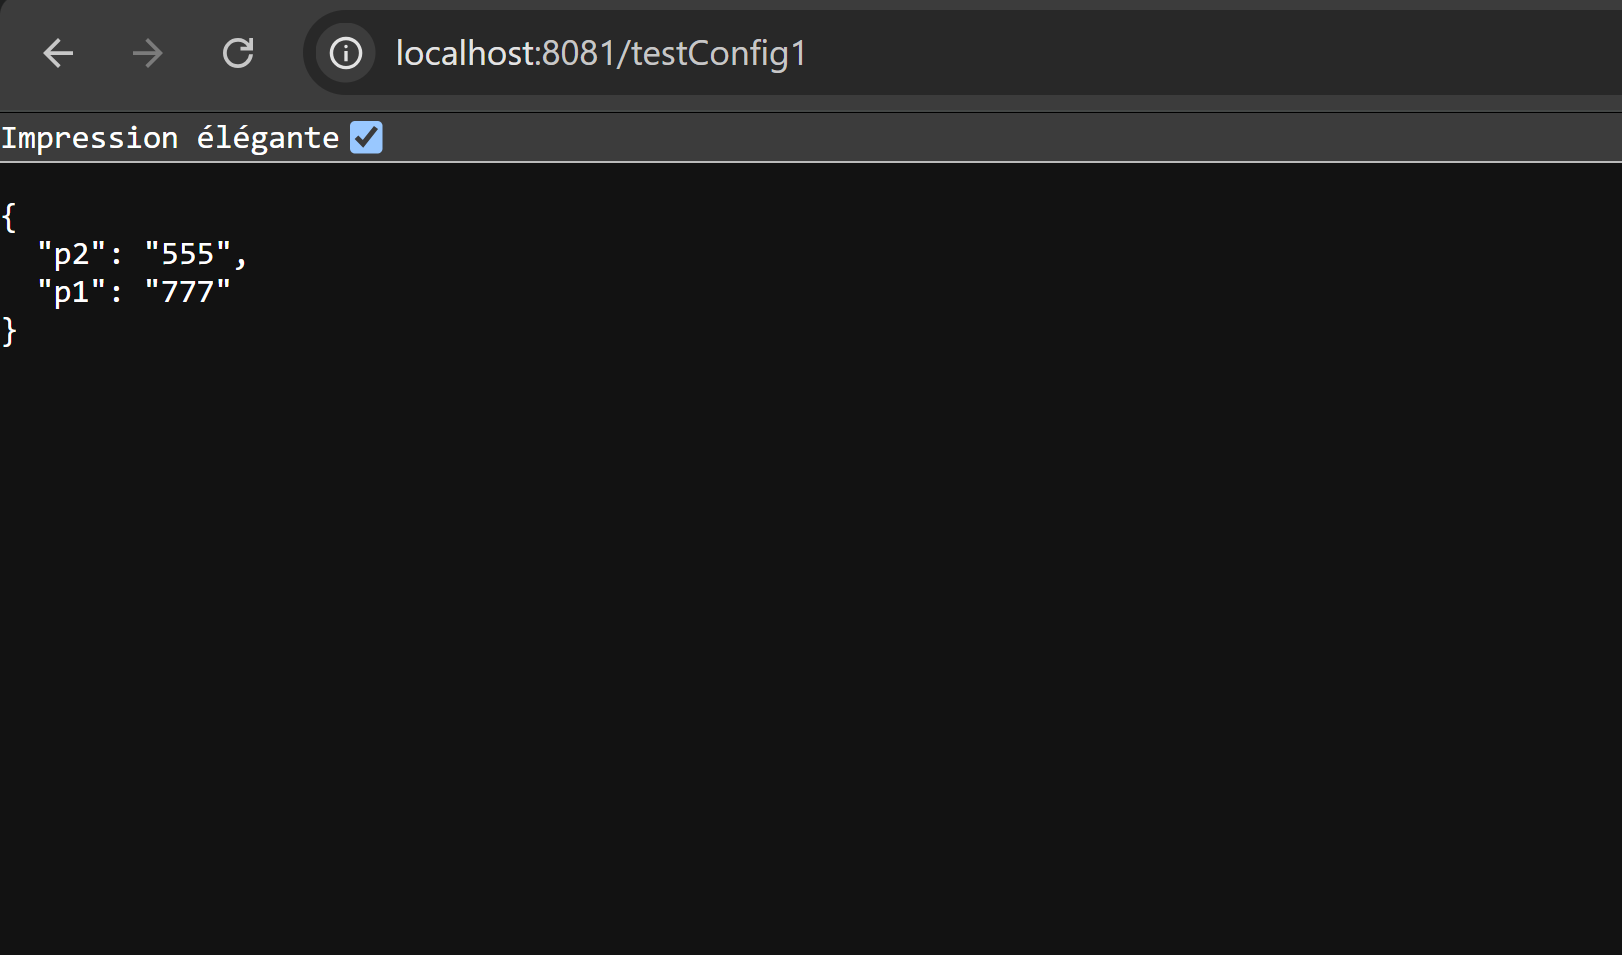 localhost:8081/testConfig1
Impression élégante
{
  "p2": "555",
  "p1": "777"
}